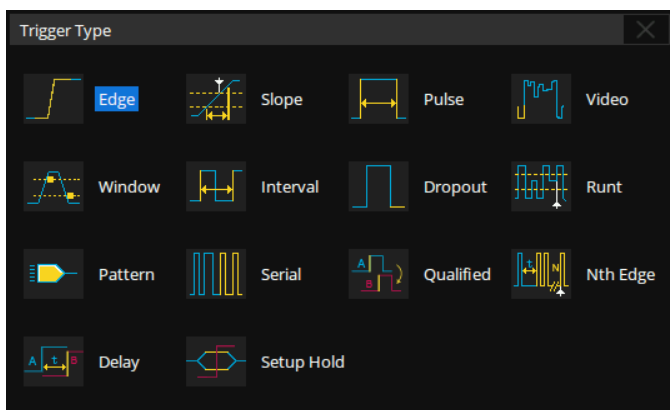 Trigger Type
Edge Slope Pulse Video
Window Interval Dropout Runt
Pattern Serial A B Qualified t N Nth Edge
A t B Delay Setup Hold